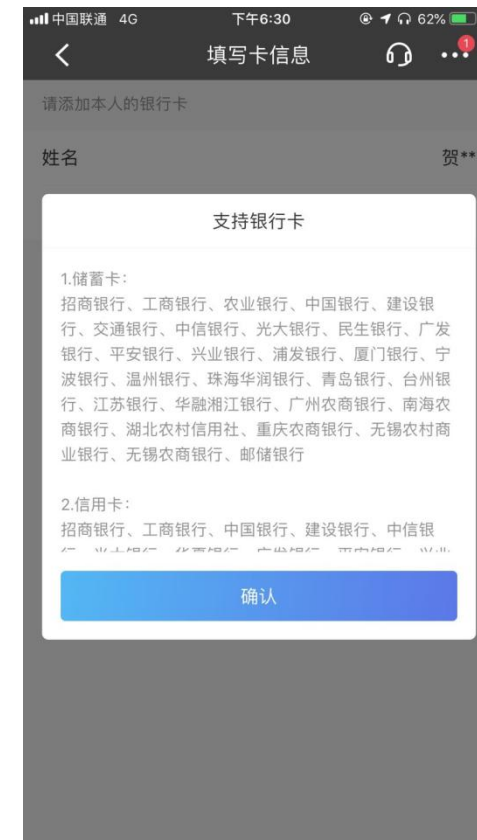 中国联通 4G 下午6:30 62%
填写卡信息
1
请添加本人的银行卡
姓名 贺**
支持银行卡
1.储蓄卡：
招商银行、工商银行、农业银行、中国银行、建设银
行、交通银行、中信银行、光大银行、民生银行、广发
银行、平安银行、兴业银行、浦发银行、厦门银行、宁
波银行、温州银行、珠海华润银行、青岛银行、台州银
行、江苏银行、华融湘江银行、广州农商银行、南海农
商银行、湖北农村信用社、重庆农商银行、无锡农村商
业银行、无锡农商银行、邮储银行
2.信用卡：
招商银行、工商银行、中国银行、建设银行、中信银
确认